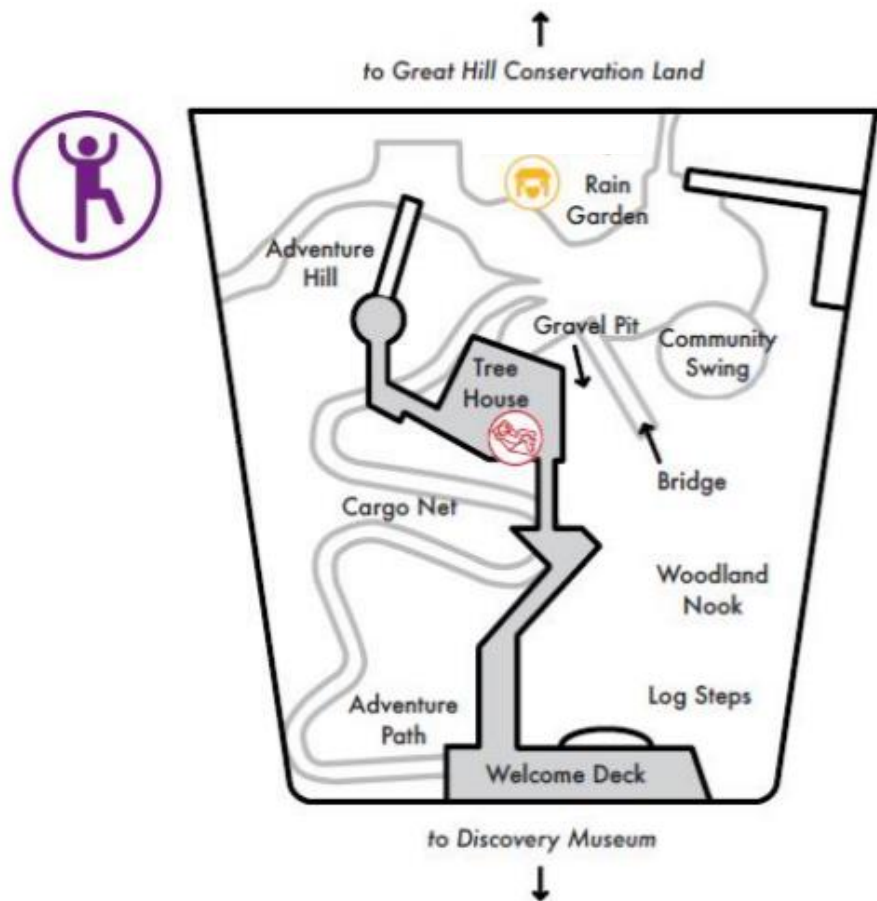 to Great Hill Conservation Land
Rain
Garden
Adventure
Hill
Gravel Pit
Community
Swing
Tree
House
Bridge
Cargo Net
Woodland
Nook
Log Steps
Adventure
Path
Welcome Deck
to Discovery Museum